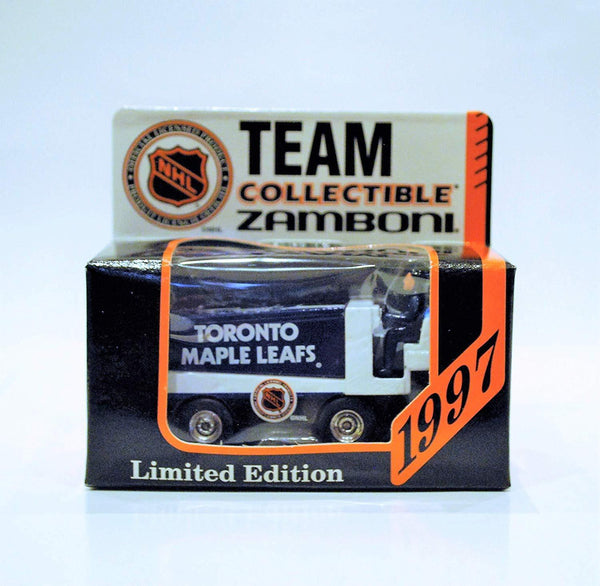 TEAM
COLLECTIBLE
ZAMBONI
NHL
TORONTO
MAPLE LEAFS
NHL
1997
Limited Edition